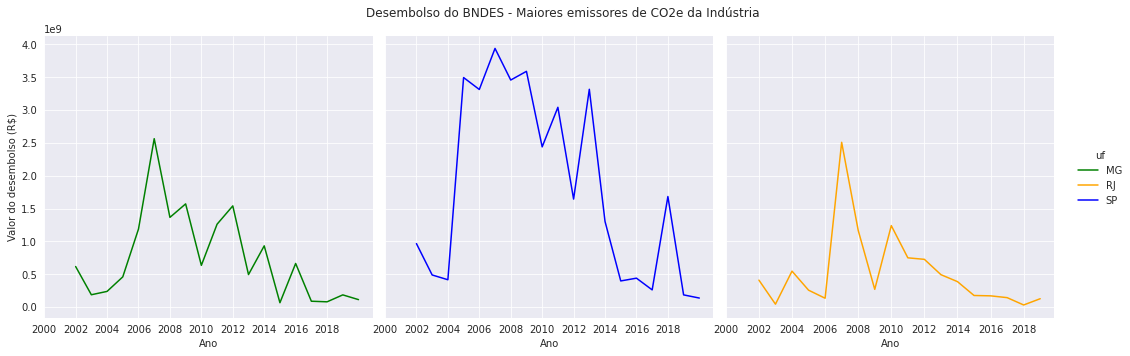 Desembolso do BNDES - Maiores emissores de CO2e da Indústria
1e9
4.0
3.5
3.0
2.5
2.0
1.5
1.0
0.5
0.0
Valor do desembolso (R$)
2000 2002 2004 2006 2008 2010 2012 2014 2016 2018
Ano
2000 2002 2004 2006 2008 2010 2012 2014 2016 2018
Ano
2000 2002 2004 2006 2008 2010 2012 2014 2016 2018
Ano
uf
MG
RJ
SP